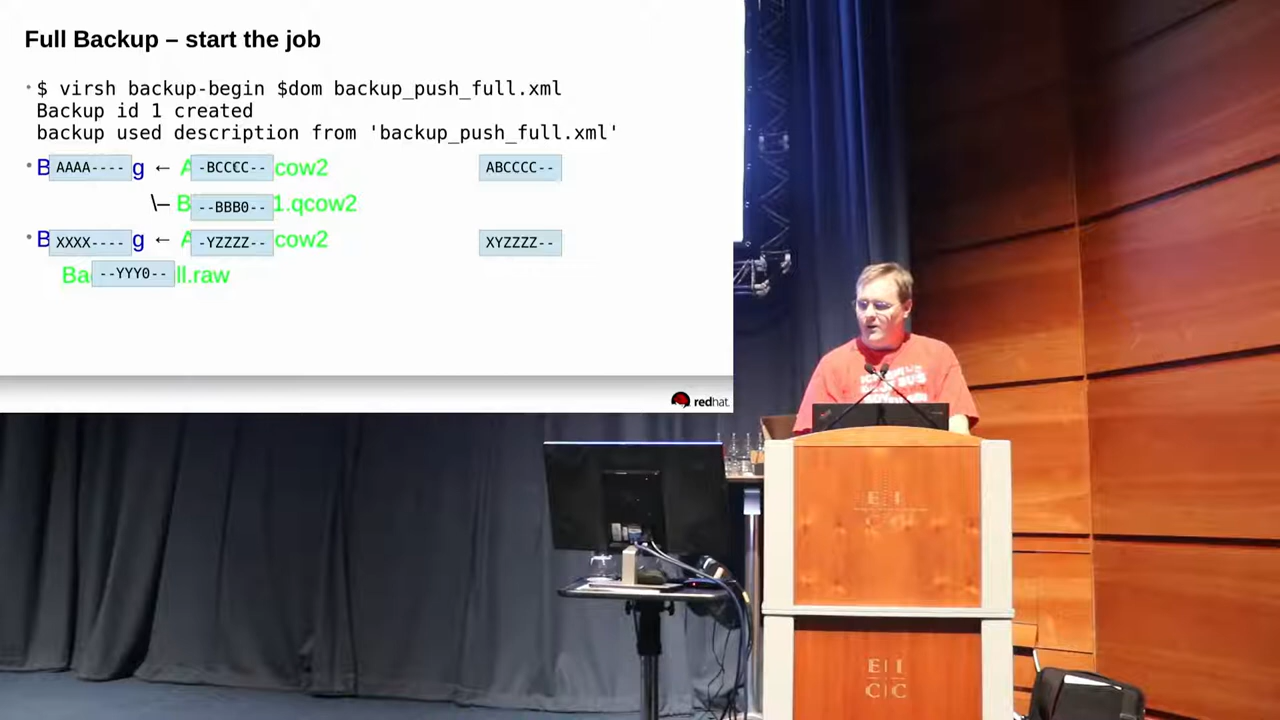 Full Backup – start the job
$ virsh backup-begin $dom backup_push_full.xml
Backup id 1 created
backup used description from 'backup_push_full.xml'
AAAA---- ← -BCCCC-- cow2 ABCCCC--
\– --BBB0-- 1.qcow2
XXXX---- ← -YZZZZ-- cow2 XYZZZZ--
--YYY0-- ll.raw
redhat.
E I
C C
E I
C C